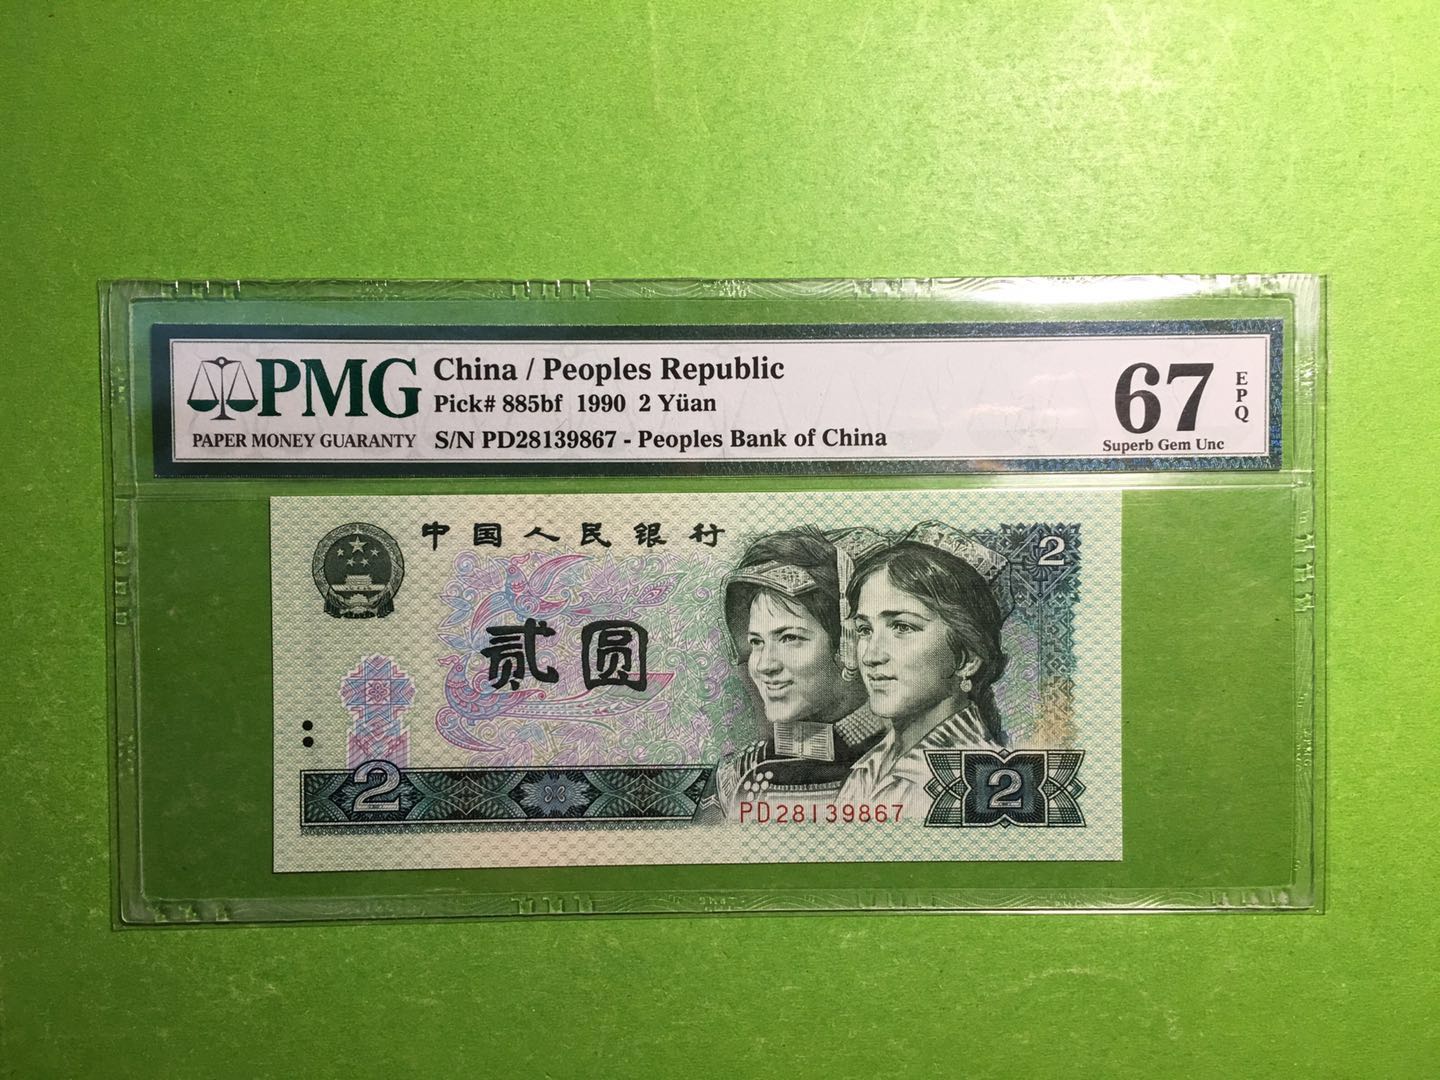 PMG
PAPER MONEY GUARANTY
China / Peoples Republic
Pick# 885bf 1990 2 Yüan
S/N PD28139867 - Peoples Bank of China
67
EPQ
Superb Gem Unc
中国人民银行
2
贰圆
2
2
PD28139867